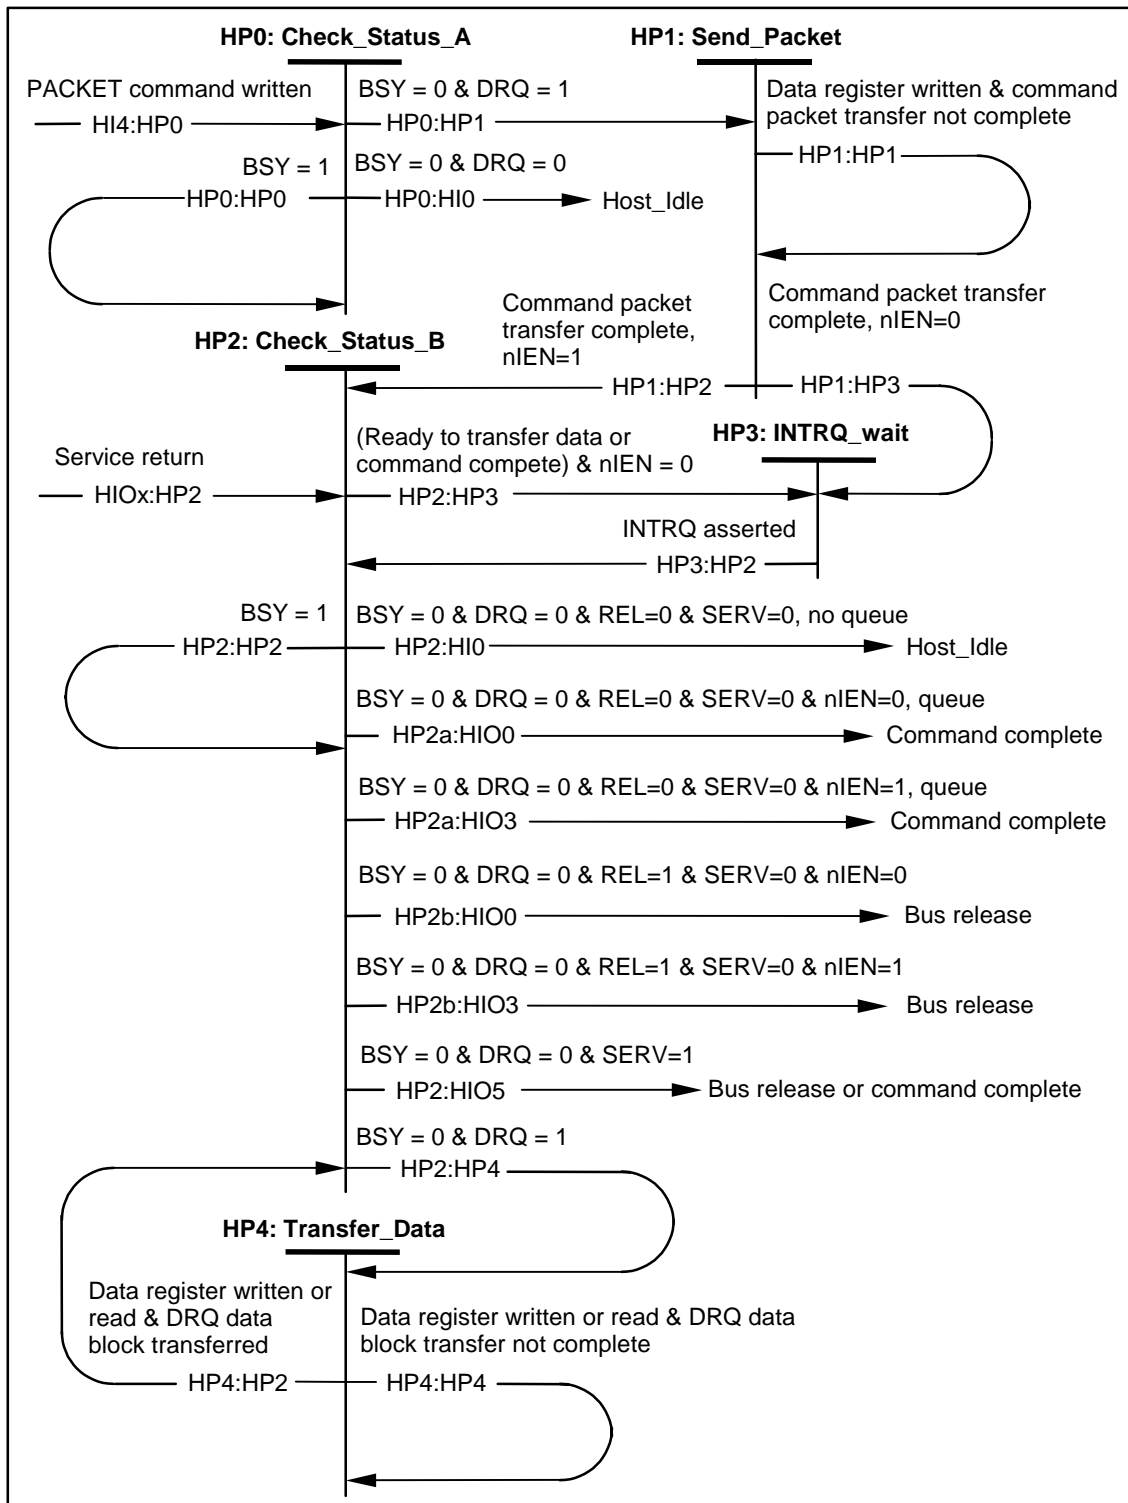 HP0: Check_Status_A
HP1: Send_Packet
PACKET command written
BSY = 0 & DRQ = 1
Data register written & command
packet transfer not complete
HI4:HP0
HP0:HP1
HP1:HP1
BSY = 1
BSY = 0 & DRQ = 0
HP0:HP0
HP0:HI0
Host_Idle
Command packet
transfer complete,
nIEN=1
Command packet transfer
complete, nIEN=0
HP2: Check_Status_B
HP1:HP2
HP1:HP3
HP3: INTRQ_wait
Service return
(Ready to transfer data or
command compete) & nIEN = 0
HIOx:HP2
HP2:HP3
INTRQ asserted
HP3:HP2
BSY = 1
BSY = 0 & DRQ = 0 & REL=0 & SERV=0, no queue
HP2:HP2
HP2:HI0
Host_Idle
BSY = 0 & DRQ = 0 & REL=0 & SERV=0 & nIEN=0, queue
HP2a:HIO0
Command complete
BSY = 0 & DRQ = 0 & REL=0 & SERV=0 & nIEN=1, queue
HP2a:HIO3
Command complete
BSY = 0 & DRQ = 0 & REL=1 & SERV=0 & nIEN=0
HP2b:HIO0
Bus release
BSY = 0 & DRQ = 0 & REL=1 & SERV=0 & nIEN=1
HP2b:HIO3
Bus release
BSY = 0 & DRQ = 0 & SERV=1
HP2:HIO5
Bus release or command complete
BSY = 0 & DRQ = 1
HP2:HP4
HP4: Transfer_Data
Data register written or
read & DRQ data
block transferred
Data register written or read & DRQ data
block transfer not complete
HP4:HP2
HP4:HP4